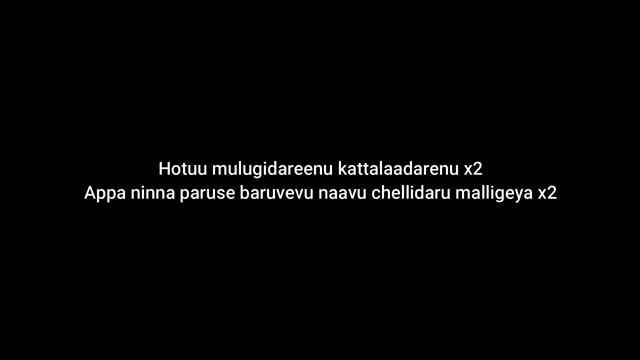 Hotuu mulugidareenu kattalaadarenu x2
Appa ninna paruse baruvevu naavu chellidaru malligeya x2